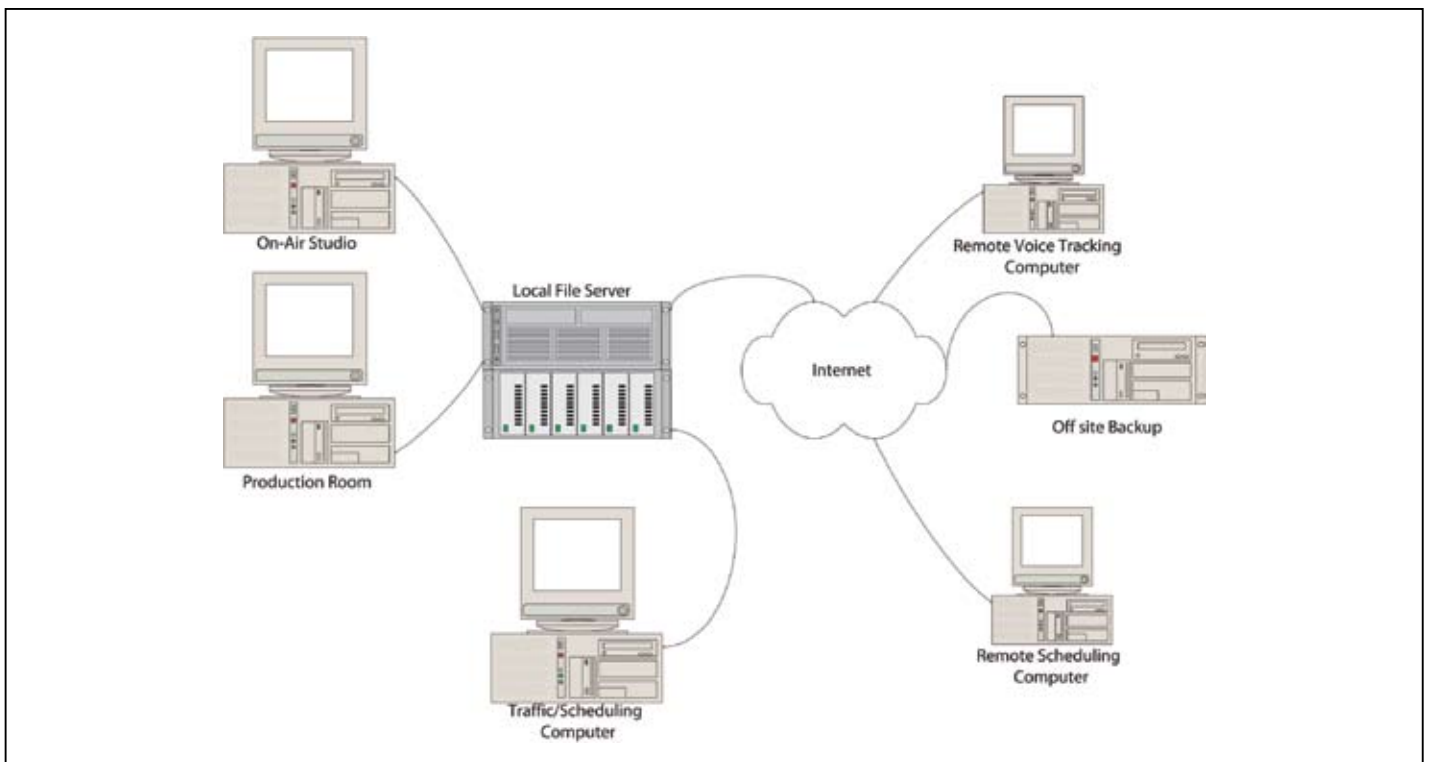 On-Air Studio
Production Room
Local File Server
Traffic/Scheduling
Computer
Internet
Remote Voice Tracking
Computer
Off site Backup
Remote Scheduling
Computer